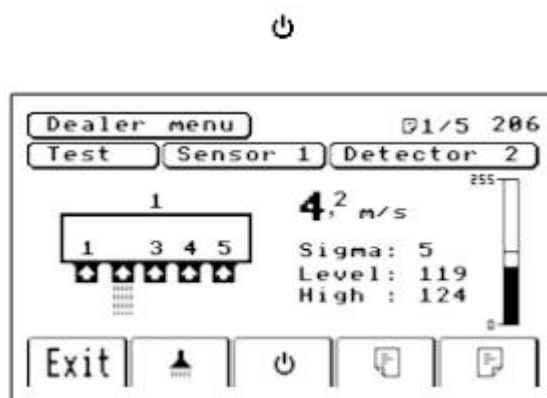 Dealer menu 1/5 206
Test Sensor 1 Detector 2
255
1
4,2 m/s
1 3 4 5
Sigma: 5
Level: 119
High : 124
0
Exit